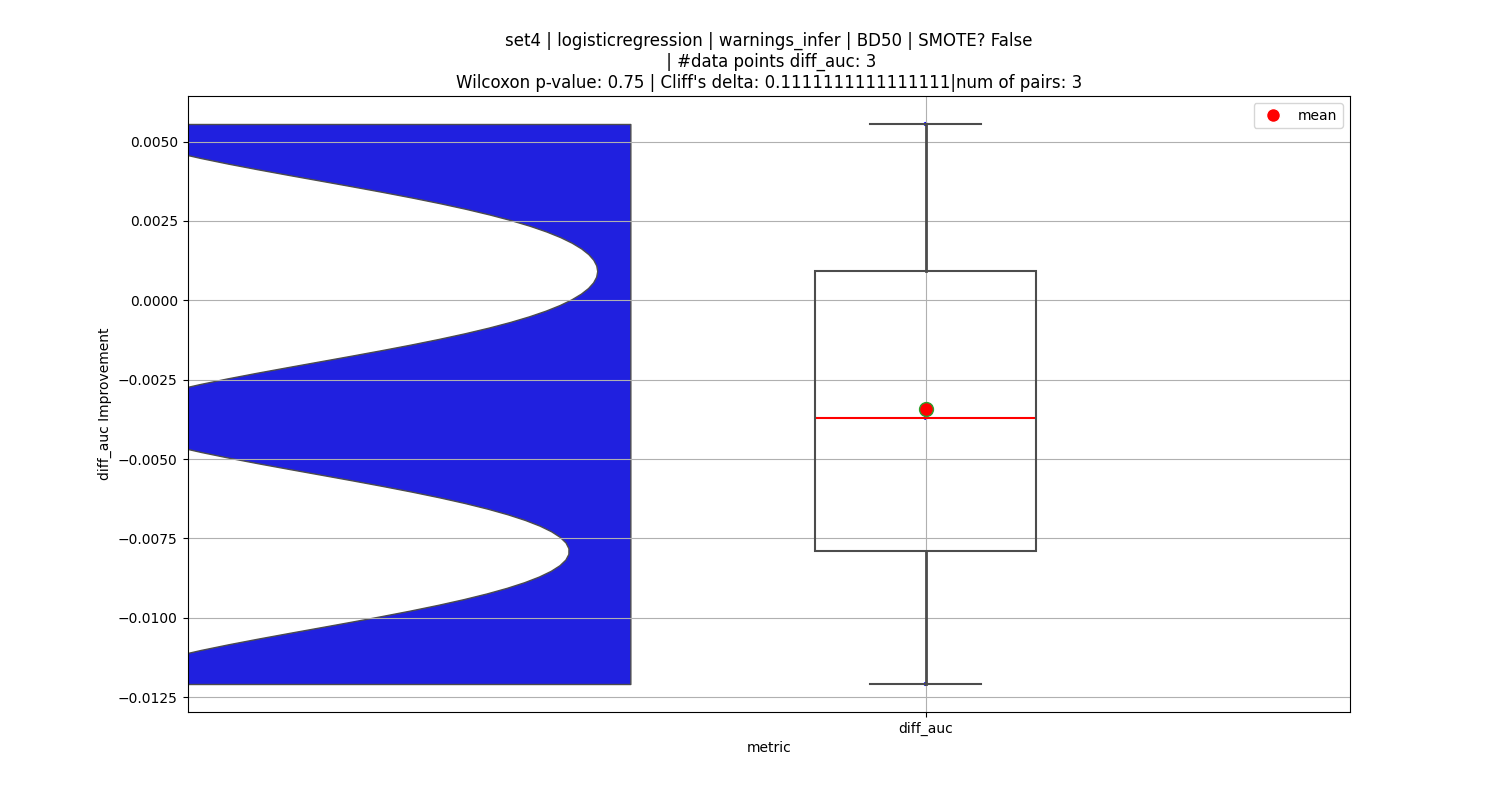 set4 | logisticregression | warnings_infer | BD50 | SMOTE? False
| #data points diff_auc: 3
Wilcoxon p-value: 0.75 | Cliff's delta: 0.1111111111111111|num of pairs: 3
mean
0.0050
0.0025
0.0000
−0.0025
−0.0050
−0.0075
−0.0100
−0.0125
diff_auc Improvement
diff_auc
metric